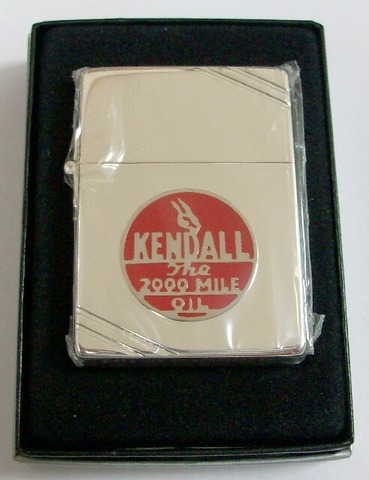 KENDALL
The
2000 MILE
OIL